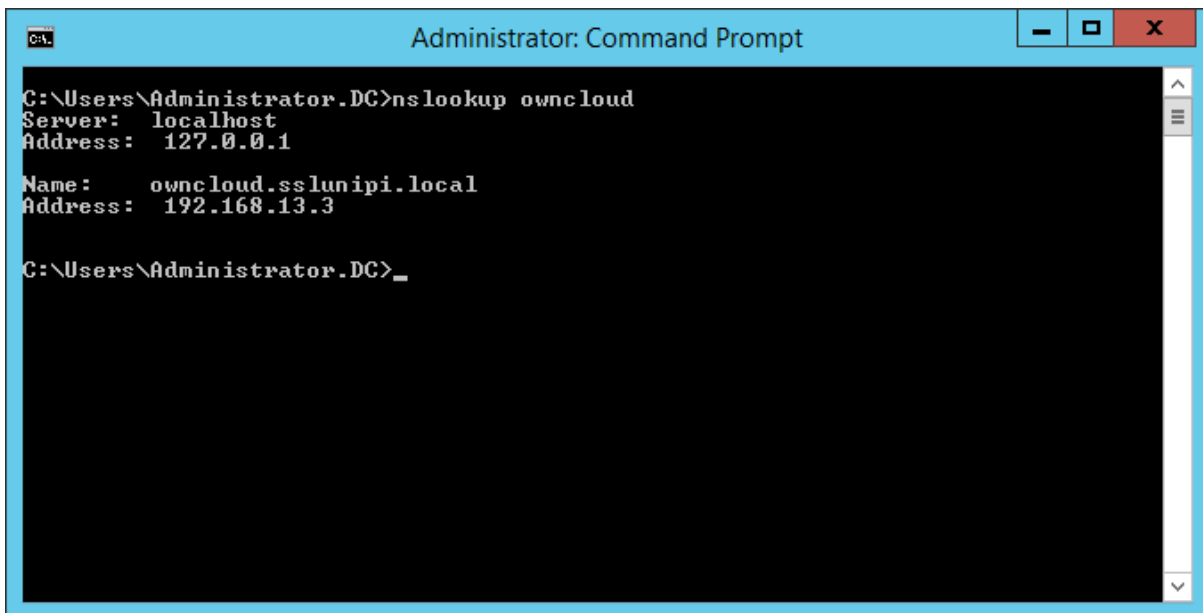 Administrator: Command Prompt
C:\Users\Administrator.DC>nslookup owncloud
Server:  localhost
Address:  127.0.0.1
Name:    owncloud.sslunipi.local
Address:  192.168.13.3
C:\Users\Administrator.DC>_